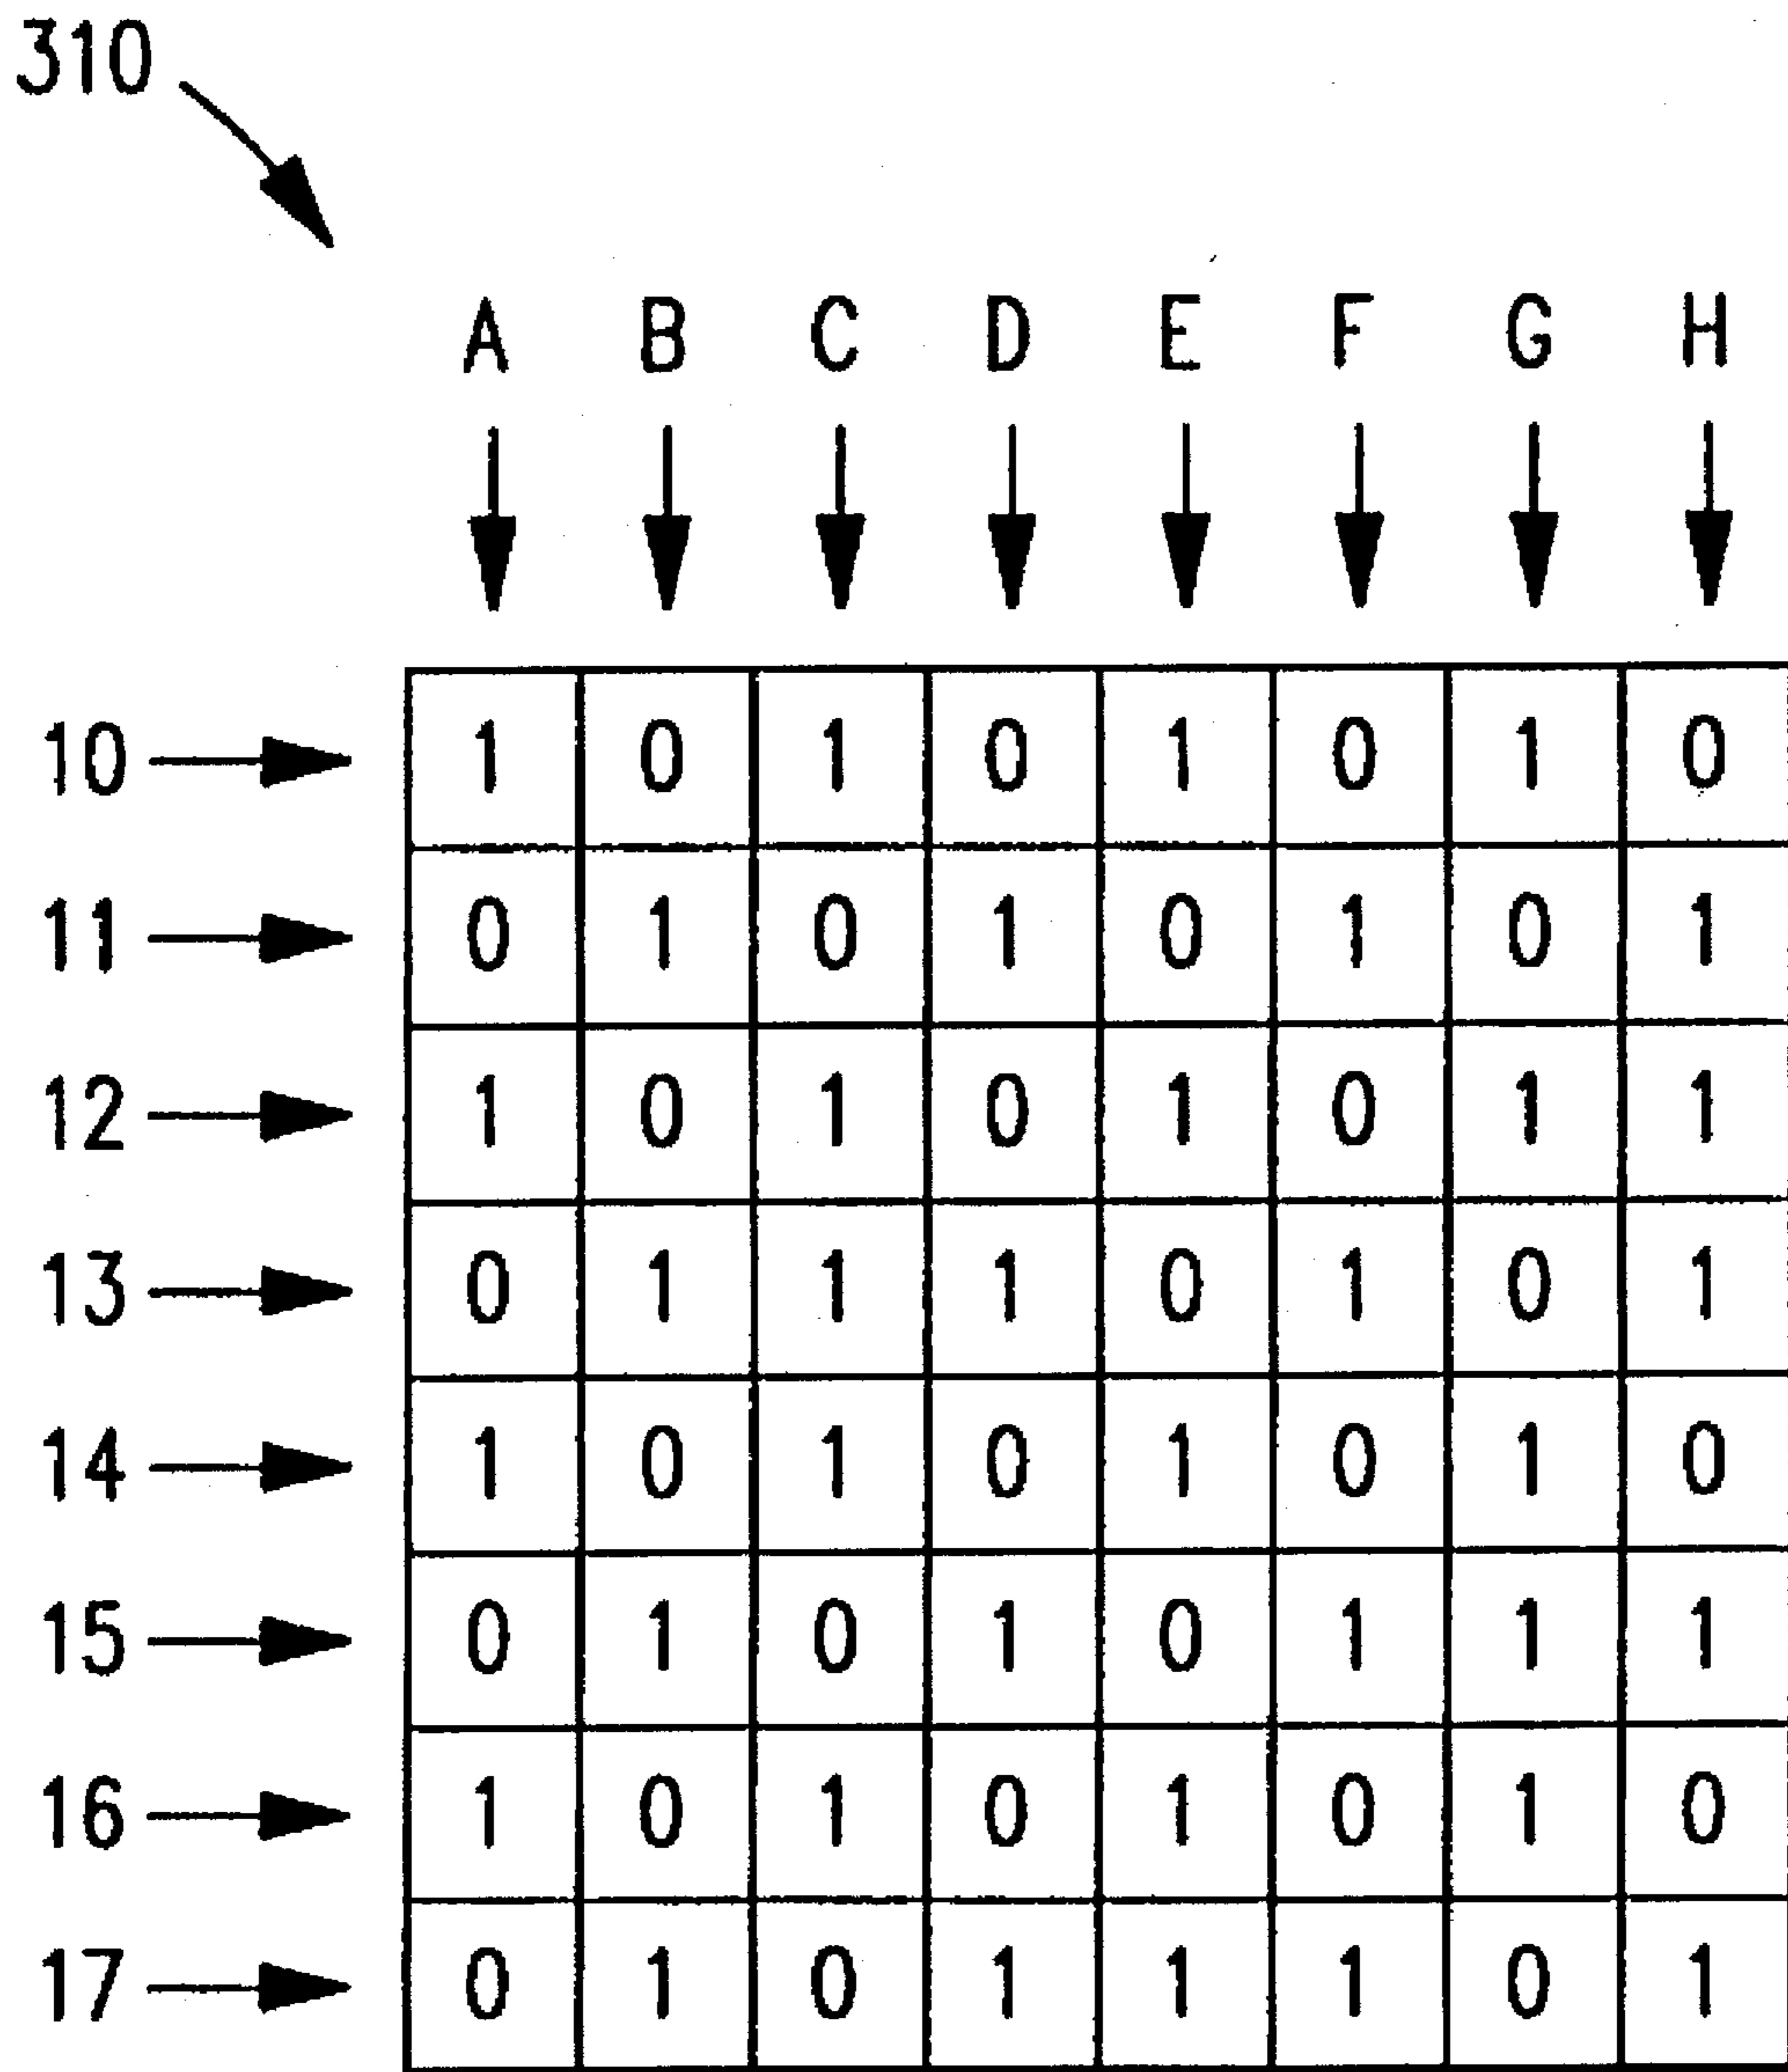 310
A B C D E F G H
10 1 0 1 0 1 0 1 0
11 0 1 0 1 0 1 0 1
12 1 0 1 0 1 0 1 1
13 0 1 1 1 0 1 0 1
14 1 0 1 0 1 0 1 0
15 0 1 0 1 0 1 1 1
16 1 0 1 0 1 0 1 0
17 0 1 0 1 1 1 0 1